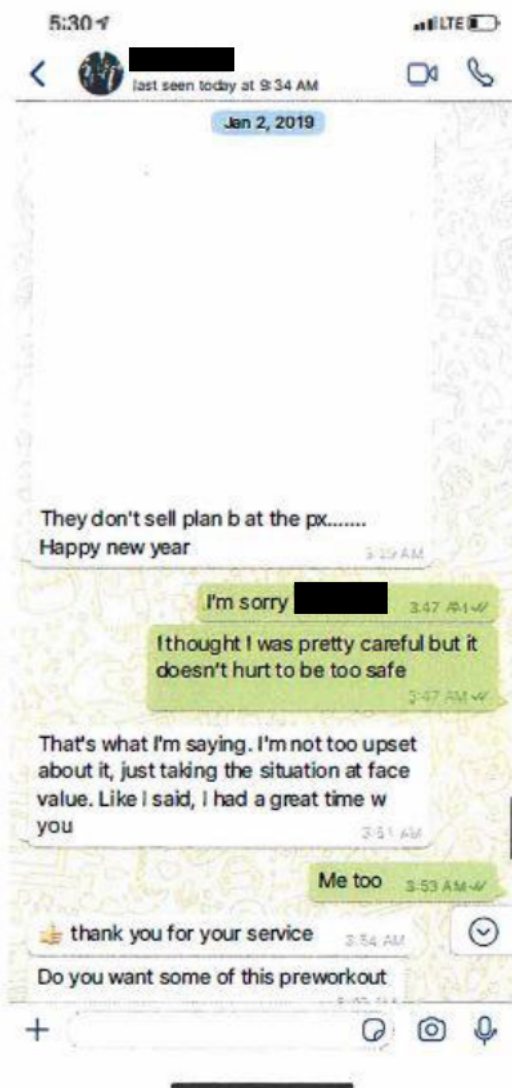 5:30
LTE
last seen today at 9:34 AM
Jan 2, 2019
They don't sell plan b at the px.......
Happy new year
AM
I'm sorry
3:47 AM
I thought I was pretty careful but it
doesn't hurt to be too safe
3:47 AM
That's what I'm saying. I'm not too upset
about it, just taking the situation at face
value. Like I said, I had a great time w
you
3:51 AM
Me too
3:53 AM
👍 thank you for your service
3:54 AM
Do you want some of this preworkout